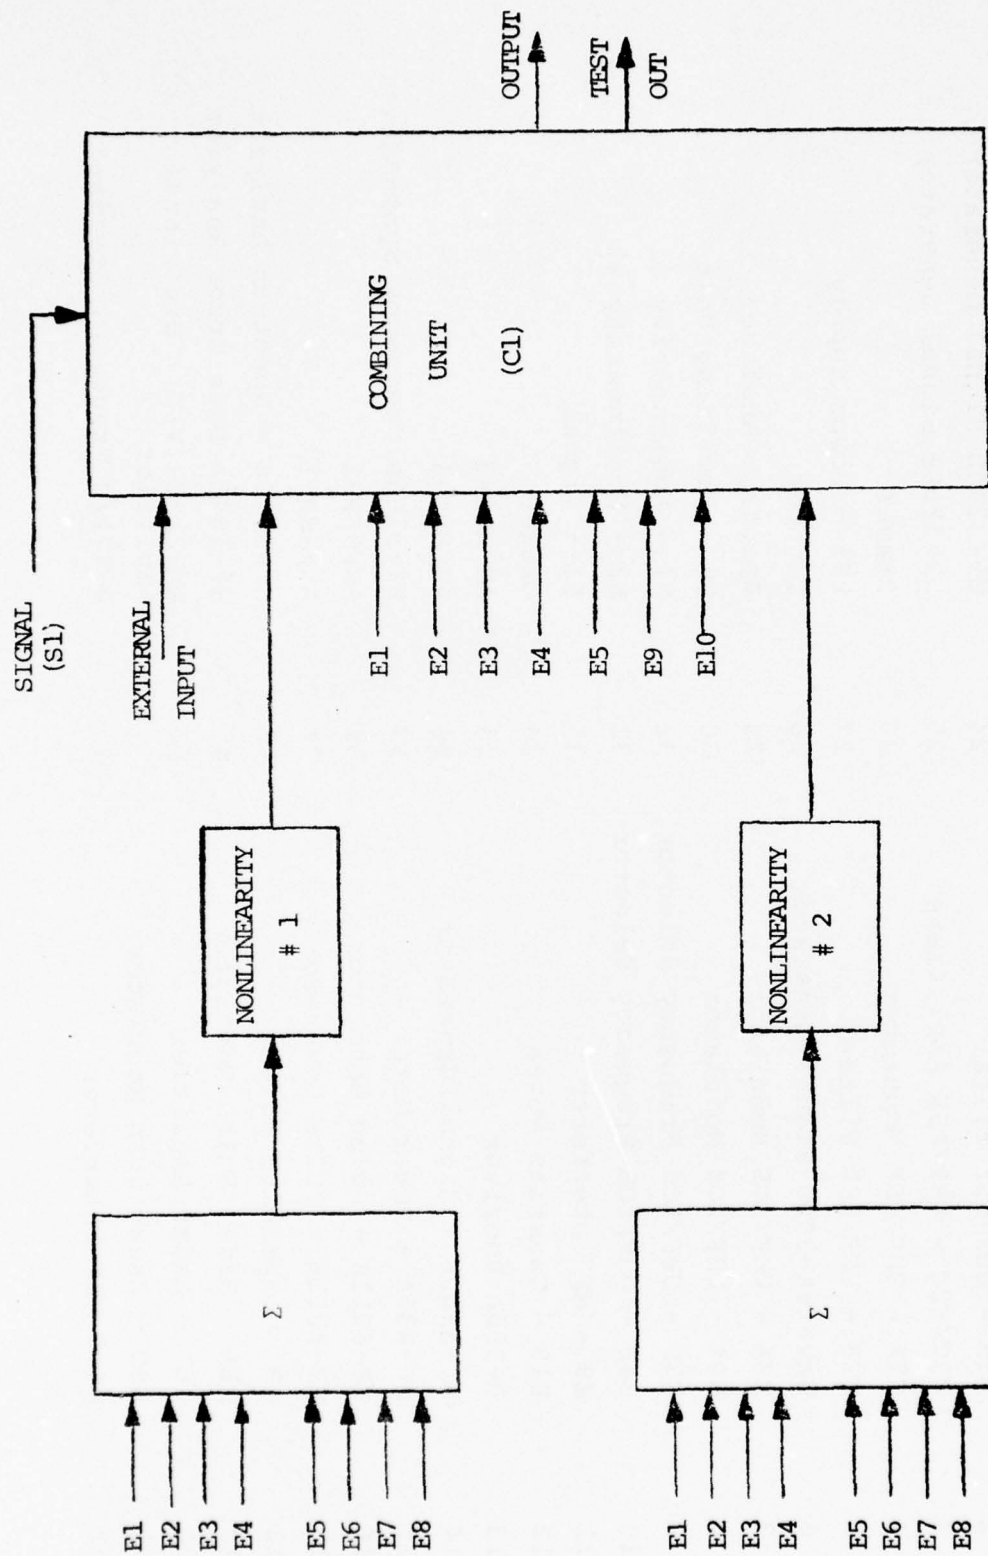 SIGNAL
(S1)
EXTERNAL
INPUT
E1
E2
E3
E4
E5
E9
E10
COMBINING
UNIT
(C1)
OUTPUT
TEST
OUT
NONLINEARITY
# 1
NONLINEARITY
# 2
Σ
Σ
E1
E2
E3
E4
E5
E6
E7
E8
E1
E2
E3
E4
E5
E6
E7
E8